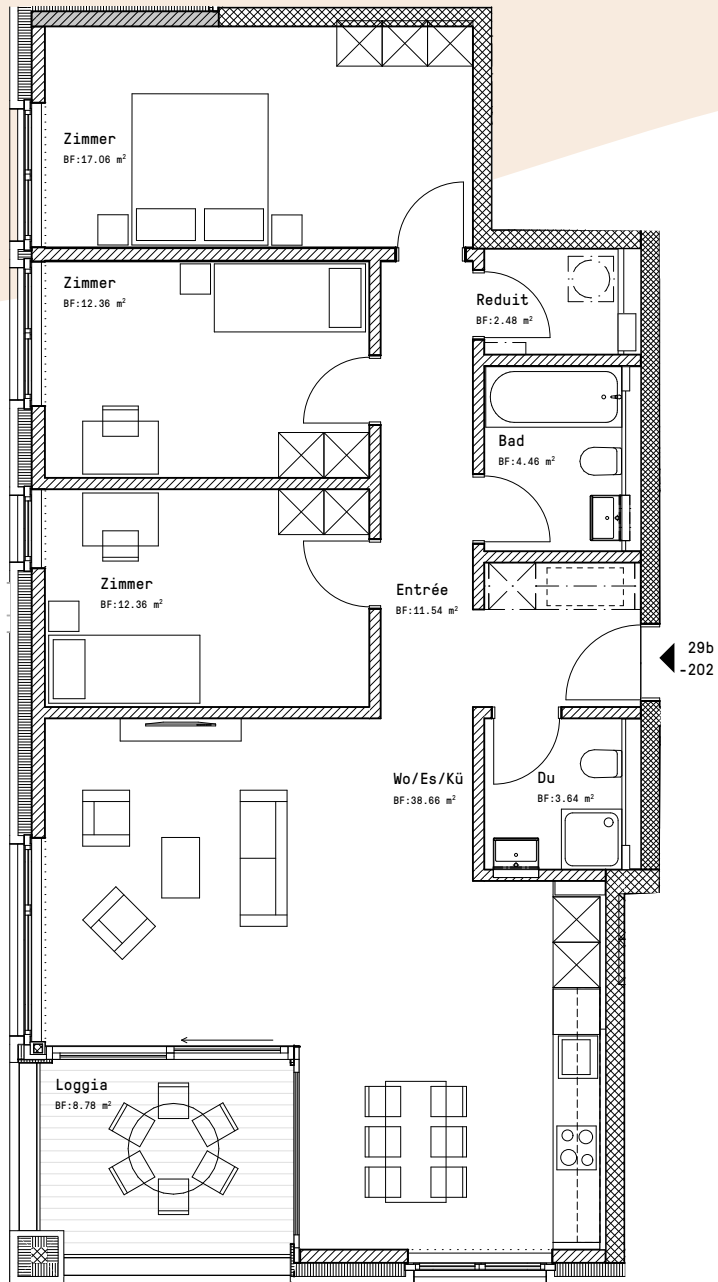 Zimmer
BF:17.06 m²
Zimmer
BF:12.36 m²
Reduit
BF:2.48 m²
Bad
BF:4.46 m²
Zimmer
BF:12.36 m²
Entrée
BF:11.54 m²
29b
-202
Wo/Es/Kü
BF:38.66 m²
Du
BF:3.64 m²
Loggia
BF:8.78 m²